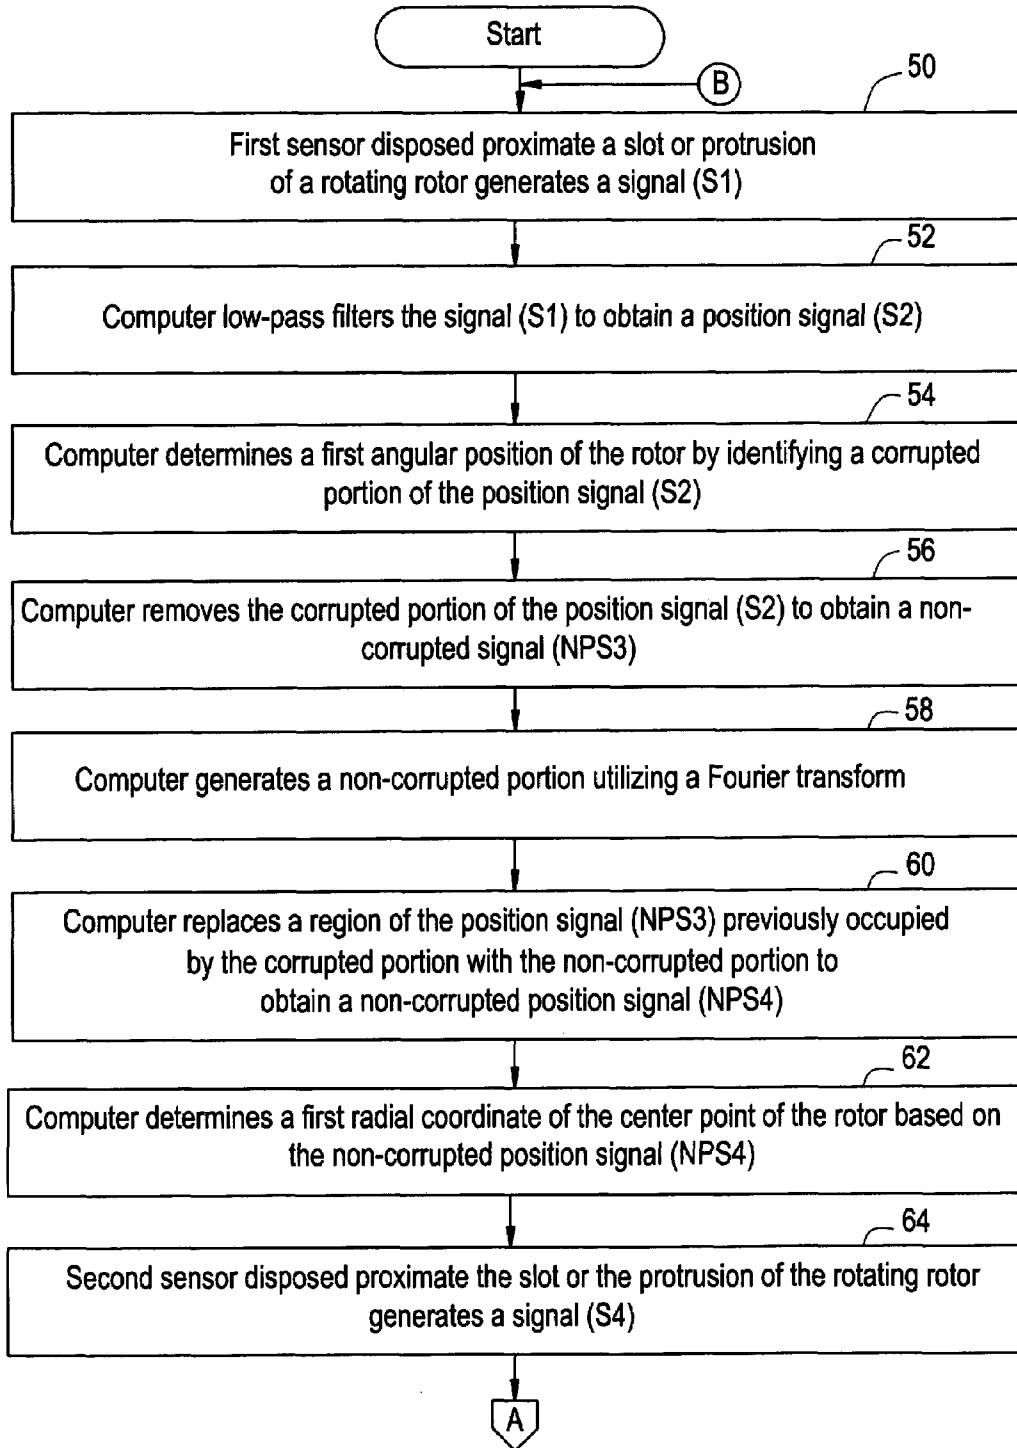 Start
B
50
First sensor disposed proximate a slot or protrusion
of a rotating rotor generates a signal (S1)
52
Computer low-pass filters the signal (S1) to obtain a position signal (S2)
54
Computer determines a first angular position of the rotor by identifying a corrupted
portion of the position signal (S2)
56
Computer removes the corrupted portion of the position signal (S2) to obtain a non-
corrupted signal (NPS3)
58
Computer generates a non-corrupted portion utilizing a Fourier transform
60
Computer replaces a region of the position signal (NPS3) previously occupied
by the corrupted portion with the non-corrupted portion to
obtain a non-corrupted position signal (NPS4)
62
Computer determines a first radial coordinate of the center point of the rotor based on
the non-corrupted position signal (NPS4)
64
Second sensor disposed proximate the slot or the protrusion of the rotating rotor
generates a signal (S4)
A